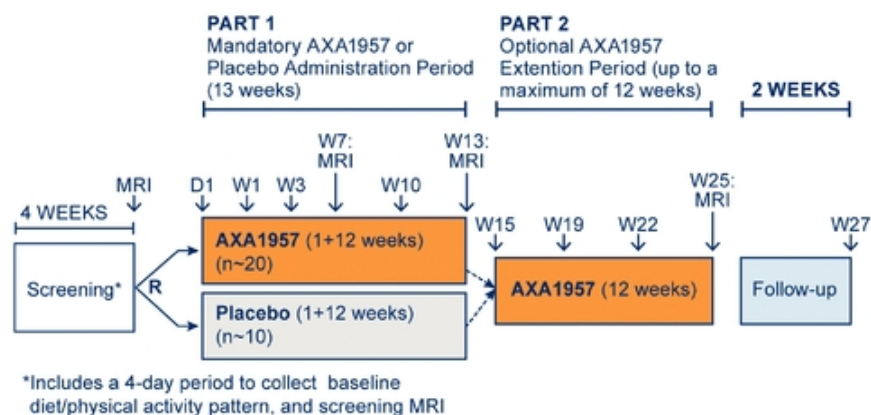 PART 1
Mandatory AXA1957 or
Placebo Administration Period
(13 weeks)
PART 2
Optional AXA1957
Extention Period (up to a
maximum of 12 weeks)
2 WEEKS
4 WEEKS
MRI
D1
W1
W3
W7:
MRI
W10
W13:
MRI
W15
W19
W22
W25:
MRI
W27
Screening*
R
AXA1957 (1+12 weeks)
(n~20)
Placebo (1+12 weeks)
(n~10)
AXA1957 (12 weeks)
Follow-up
*Includes a 4-day period to collect baseline
diet/physical activity pattern, and screening MRI